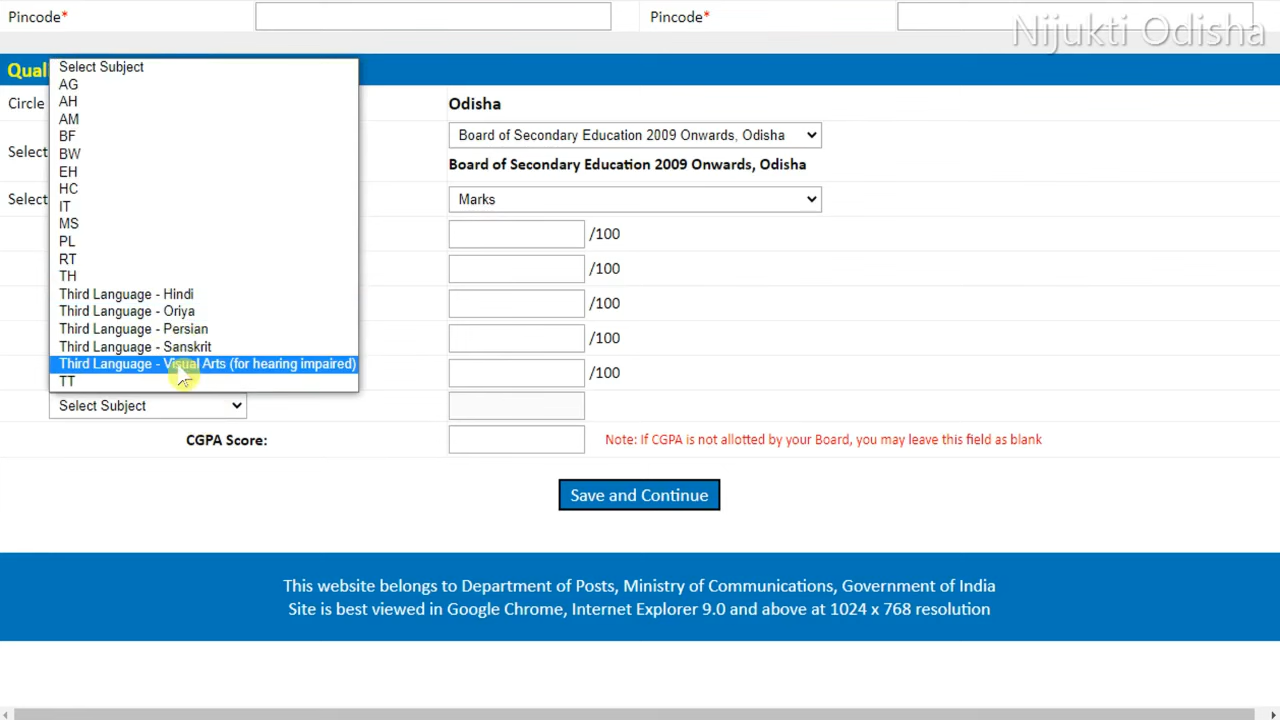 Pincode*
Pincode*
Nijukti Odisha
Qual
Select Subject
AG
AH
AM
BF
BW
EH
HC
IT
MS
PL
RT
TH
Third Language - Hindi
Third Language - Oriya
Third Language - Persian
Third Language - Sanskrit
Third Language - Visual Arts (for hearing impaired)
TT
Circle
Odisha
Select
Board of Secondary Education 2009 Onwards, Odisha
Board of Secondary Education 2009 Onwards, Odisha
Select
Marks
/100
/100
/100
/100
/100
Select Subject
CGPA Score:
Note: If CGPA is not allotted by your Board, you may leave this field as blank
Save and Continue
This website belongs to Department of Posts, Ministry of Communications, Government of India
Site is best viewed in Google Chrome, Internet Explorer 9.0 and above at 1024 x 768 resolution